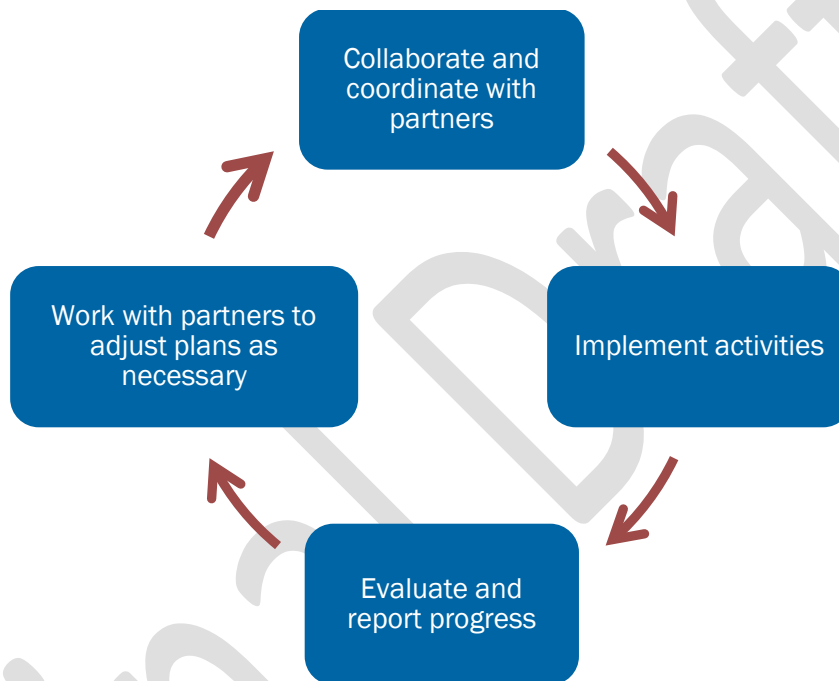 Collaborate and
coordinate with
partners
Work with partners to
adjust plans as
necessary
Implement activities
Evaluate and
report progress